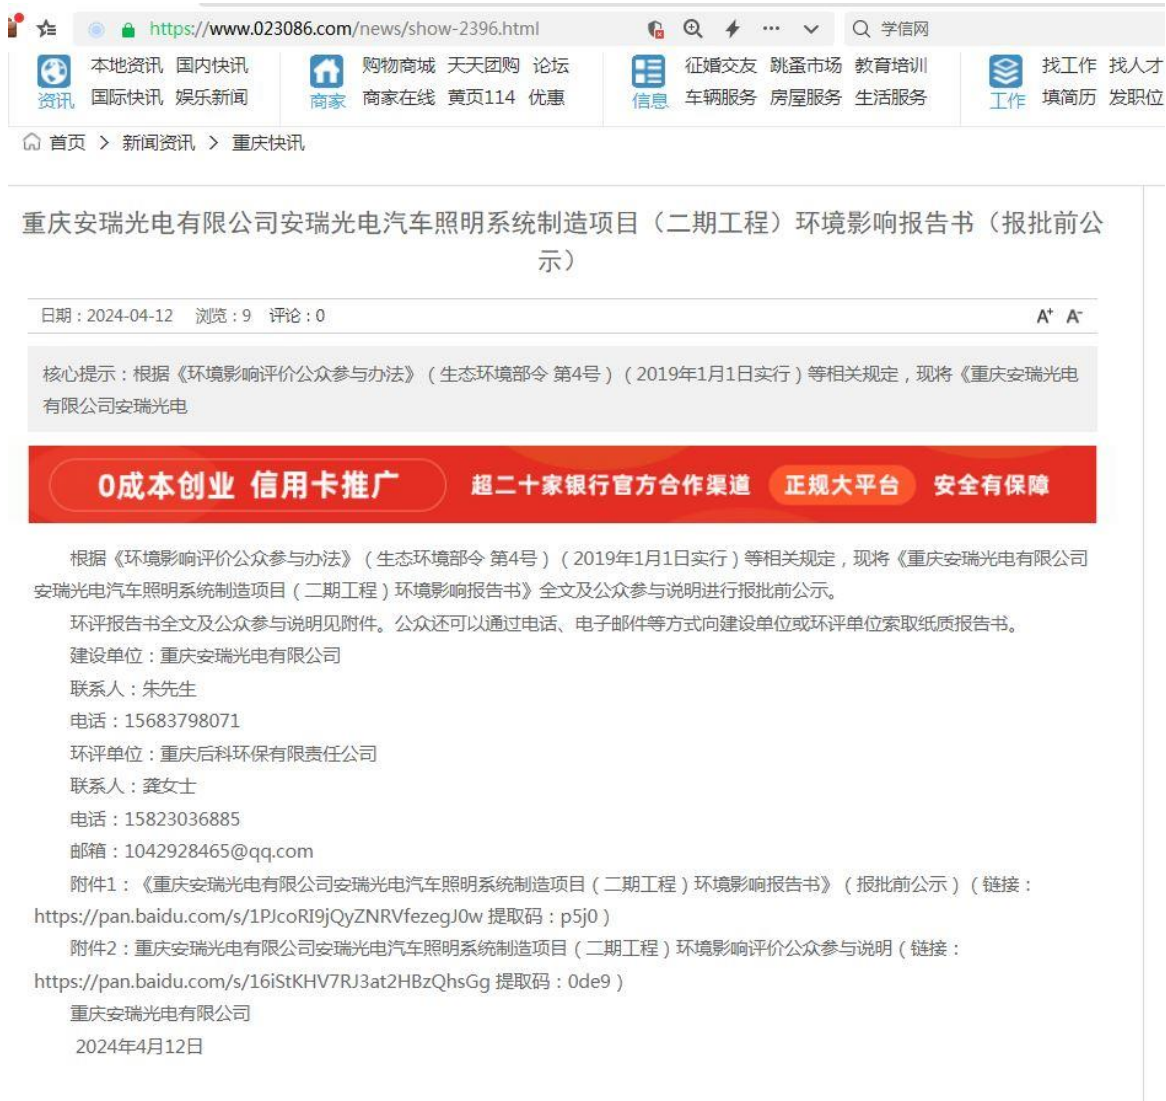 https://www.023086.com/news/show-2396.html 学信网
本地资讯 国内快讯 购物商城 天天团购 论坛 征婚交友 跳蚤市场 教育培训 找工作 找人才
资讯 国际快讯 娱乐新闻 商家 商家在线 黄页114 优惠 信息 车辆服务 房屋服务 生活服务 工作 填简历 发职位
首页 > 新闻资讯 > 重庆快讯
重庆安瑞光电有限公司安瑞光电汽车照明系统制造项目（二期工程）环境影响报告书（报批前公
示）
日期：2024-04-12 浏览：9 评论：0 A⁺ A⁻
核心提示：根据《环境影响评价公众参与办法》（生态环境部令 第4号）（2019年1月1日实行）等相关规定，现将《重庆安瑞光电
有限公司安瑞光电
0成本创业 信用卡推广 超二十家银行官方合作渠道 正规大平台 安全有保障
根据《环境影响评价公众参与办法》（生态环境部令 第4号）（2019年1月1日实行）等相关规定，现将《重庆安瑞光电有限公司
安瑞光电汽车照明系统制造项目（二期工程）环境影响报告书》全文及公众参与说明进行报批前公示。
环评报告书全文及公众参与说明见附件。公众还可以通过电话、电子邮件等方式向建设单位或环评单位索取纸质报告书。
建设单位：重庆安瑞光电有限公司
联系人：朱先生
电话：15683798071
环评单位：重庆后科环保有限责任公司
联系人：龚女士
电话：15823036885
邮箱：1042928465@qq.com
附件1：《重庆安瑞光电有限公司安瑞光电汽车照明系统制造项目（二期工程）环境影响报告书》（报批前公示）（链接：
https://pan.baidu.com/s/1PJcoRI9jQyZNRVfezegJ0w 提取码：p5j0）
附件2：重庆安瑞光电有限公司安瑞光电汽车照明系统制造项目（二期工程）环境影响评价公众参与说明（链接：
https://pan.baidu.com/s/16iStKHV7RJ3at2HBzQhsGg 提取码：0de9）
重庆安瑞光电有限公司
2024年4月12日